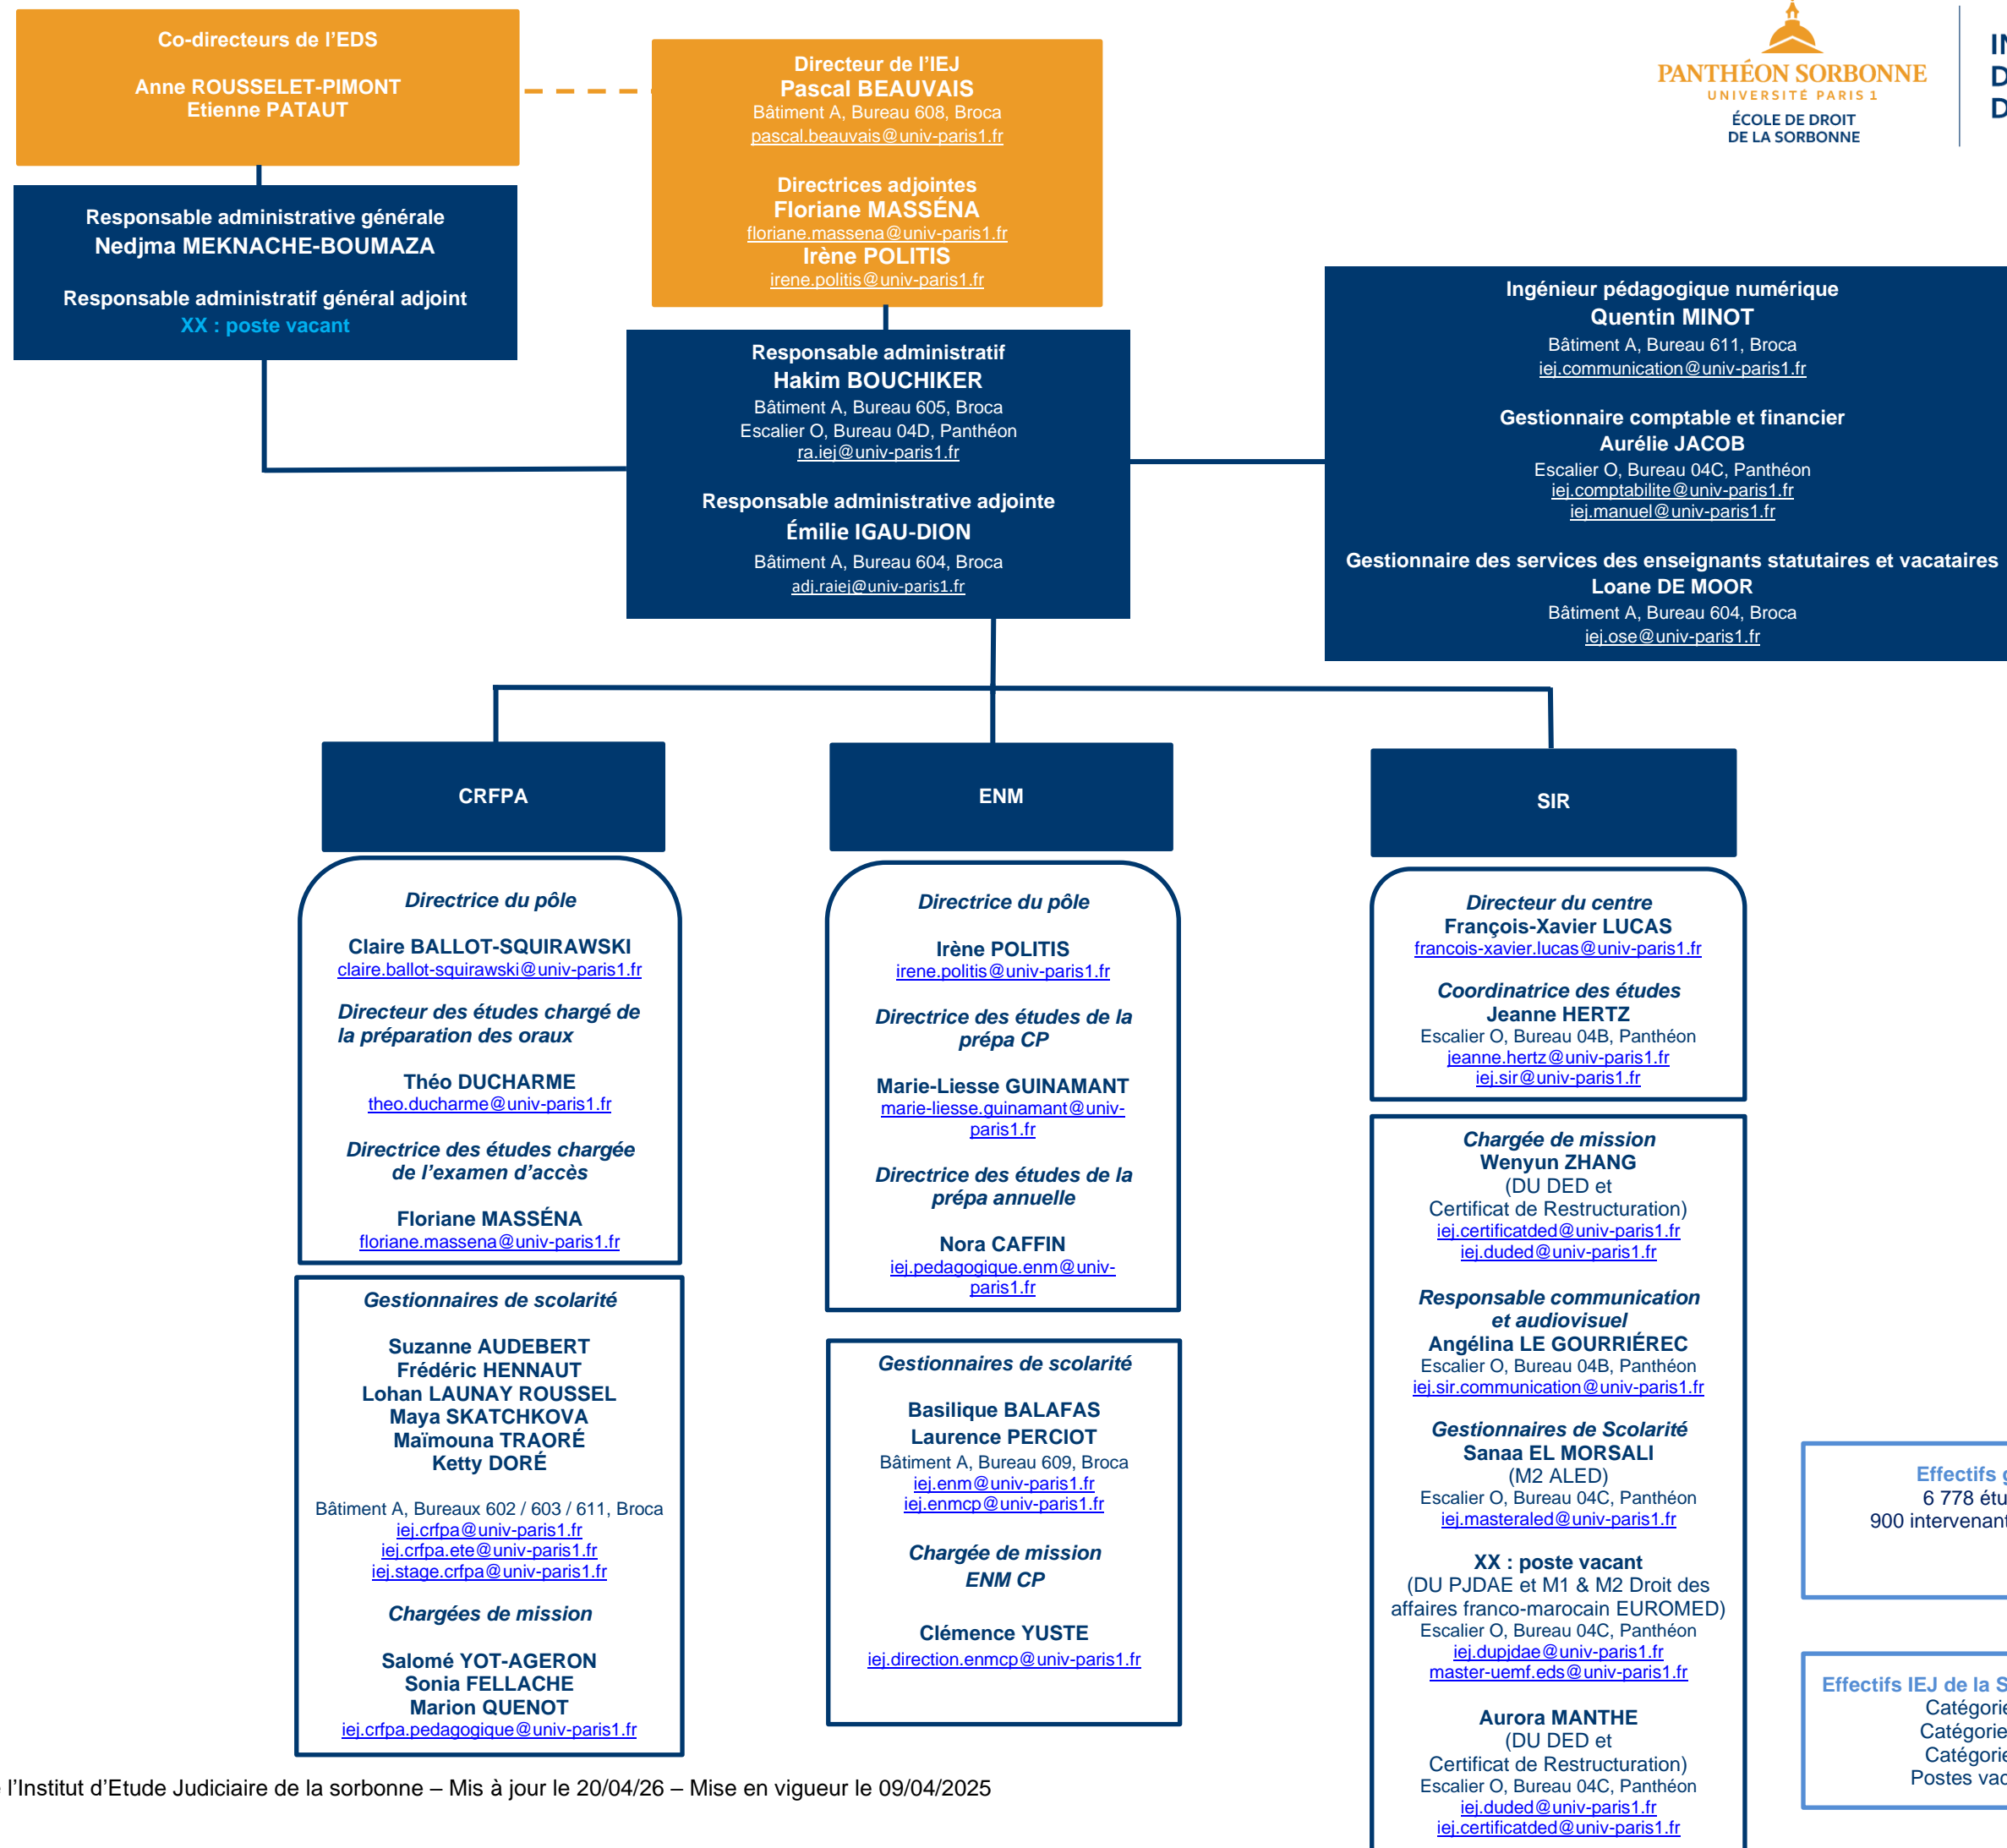 Co-directeurs de l'EDS
Anne ROUSSELET-PIMONT
Etienne PATAUT
Directeur de l'IEJ
Pascal BEAUVAIS
Bâtiment A, Bureau 608, Broca
pascal.beauvais@univ-paris1.fr
Directrices adjointes
Floriane MASSÉNA
floriane.massena@univ-paris1.fr
Irène POLITIS
irene.politis@univ-paris1.fr
PANTHÉON SORBONNE
UNIVERSITÉ PARIS 1
ÉCOLE DE DROIT
DE LA SORBONNE
Responsable administrative générale
Nedjma MEKNACHE-BOUMAZA
Responsable administratif général adjoint
XX : poste vacant
Responsable administratif
Hakim BOUCHIKER
Bâtiment A, Bureau 605, Broca
Escalier O, Bureau 04D, Panthéon
ra.iej@univ-paris1.fr
Responsable administrative adjointe
Émilie IGAU-DION
Bâtiment A, Bureau 604, Broca
adj.raiej@univ-paris1.fr
Ingénieur pédagogique numérique
Quentin MINOT
Bâtiment A, Bureau 611, Broca
iej.communication@univ-paris1.fr
Gestionnaire comptable et financier
Aurélie JACOB
Escalier O, Bureau 04C, Panthéon
iej.comptabilite@univ-paris1.fr
iej.manuel@univ-paris1.fr
Gestionnaire des services des enseignants statutaires et vacataires
Loane DE MOOR
Bâtiment A, Bureau 604, Broca
iej.ose@univ-paris1.fr
CRFPA
Directrice du pôle
Claire BALLOT-SQUIRAWSKI
claire.ballot-squirawski@univ-paris1.fr
Directeur des études chargé de
la préparation des oraux
Théo DUCHARME
theo.ducharme@univ-paris1.fr
Directrice des études chargée
de l'examen d'accès
Floriane MASSÉNA
floriane.massena@univ-paris1.fr
Gestionnaires de scolarité
Suzanne AUDEBERT
Frédéric HENNAUT
Lohan LAUNAY ROUSSEL
Maya SKATCHKOVA
Maïmouna TRAORÉ
Ketty DORÉ
Bâtiment A, Bureaux 602 / 603 / 611, Broca
iej.crfpa@univ-paris1.fr
iej.crfpa.ete@univ-paris1.fr
iej.stage.crfpa@univ-paris1.fr
Chargées de mission
Salomé YOT-AGERON
Sonia FELLACHE
Marion QUENOT
iej.crfpa.pedagogique@univ-paris1.fr
ENM
Directrice du pôle
Irène POLITIS
irene.politis@univ-paris1.fr
Directrice des études de la
prépa CP
Marie-Liesse GUINAMANT
marie-liesse.guinamant@univ-
paris1.fr
Directrice des études de la
prépa annuelle
Nora CAFFIN
iej.pedagogique.enm@univ-
paris1.fr
Gestionnaires de scolarité
Basilique BALAFAS
Laurence PERCIOT
Bâtiment A, Bureau 609, Broca
iej.enm@univ-paris1.fr
iej.enmcp@univ-paris1.fr
Chargée de mission
ENM CP
Clémence YUSTE
iej.direction.enmcp@univ-paris1.fr
SIR
Directeur du centre
François-Xavier LUCAS
francois-xavier.lucas@univ-paris1.fr
Coordinatrice des études
Jeanne HERTZ
Escalier O, Bureau 04B, Panthéon
jeanne.hertz@univ-paris1.fr
iej.sir@univ-paris1.fr
Chargée de mission
Wenyun ZHANG
(DU DED et
Certificat de Restructuration)
iej.certificatded@univ-paris1.fr
iej.duded@univ-paris1.fr
Responsable communication
et audiovisuel
Angélina LE GOURRIÉREC
Escalier O, Bureau 04B, Panthéon
iej.sir.communication@univ-paris1.fr
Gestionnaires de Scolarité
Sanaa EL MORSALI
(M2 ALED)
Escalier O, Bureau 04C, Panthéon
iej.masteraled@univ-paris1.fr
XX : poste vacant
(DU PJDAE et M1 & M2 Droit des
affaires franco-marocain EUROMED)
Escalier O, Bureau 04C, Panthéon
iej.dupjdae@univ-paris1.fr
master-uemf.eds@univ-paris1.fr
Aurora MANTHE
(DU DED et
Certificat de Restructuration)
Escalier O, Bureau 04C, Panthéon
iej.duded@univ-paris1.fr
iej.certificatded@univ-paris1.fr
Effectifs
6 778
900
Effectifs IEJ de la
Postes
l'Institut d'Etude Judiciaire de la sorbonne – Mis à jour le 20/04/26 – Mise en vigueur le 09/04/2025